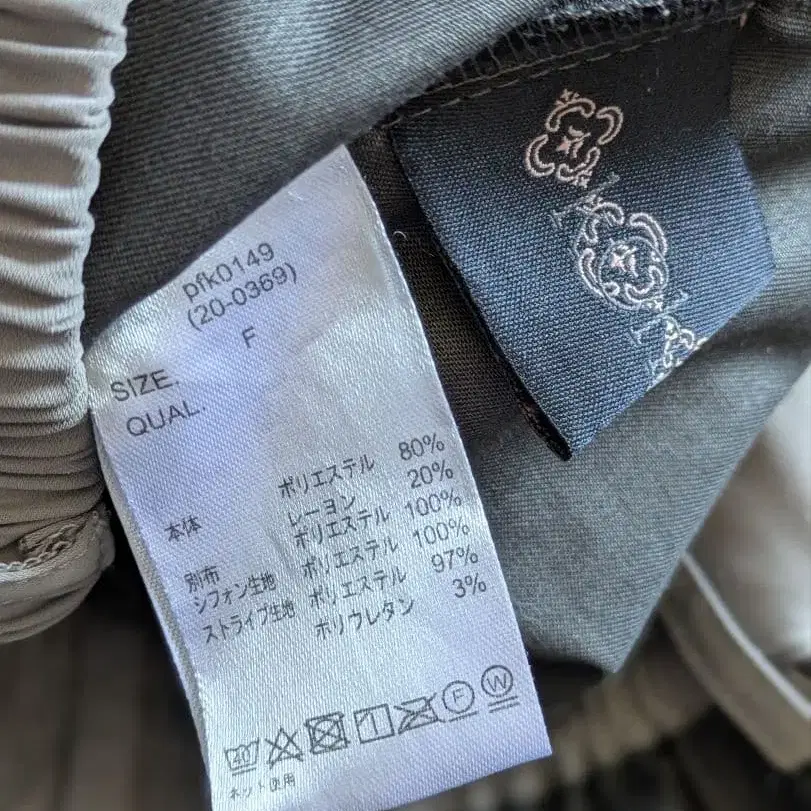 pfk0149
(20-0369)
SIZE. F
QUAL.
本体 ポリエステル 80%
レーヨン 20%
別布 ポリエステル 100%
シフォン生地 ポリエステル 100%
ストライプ生地 ポリエステル 97%
ポリウレタン 3%
40 F W
ネット使用